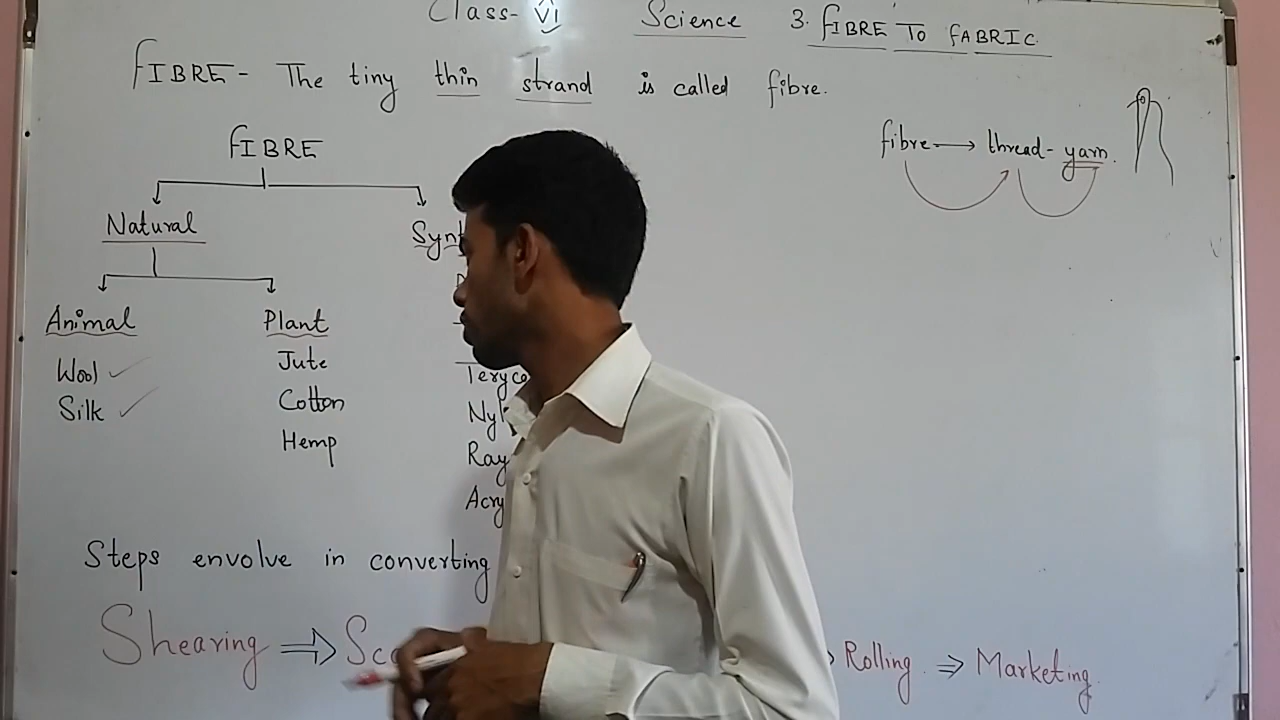 Class- VI Science 3. FIBRE TO FABRIC
FIBRE - The tiny thin strand is called fibre.
fibre → thread - yarn.
FIBRE
Natural
Animal Plant
Wool ✓ Jute
Silk ✓ Cotton
Hemp
Steps envolve in converting
Shearing ⇒
Rolling ⇒ Marketing.